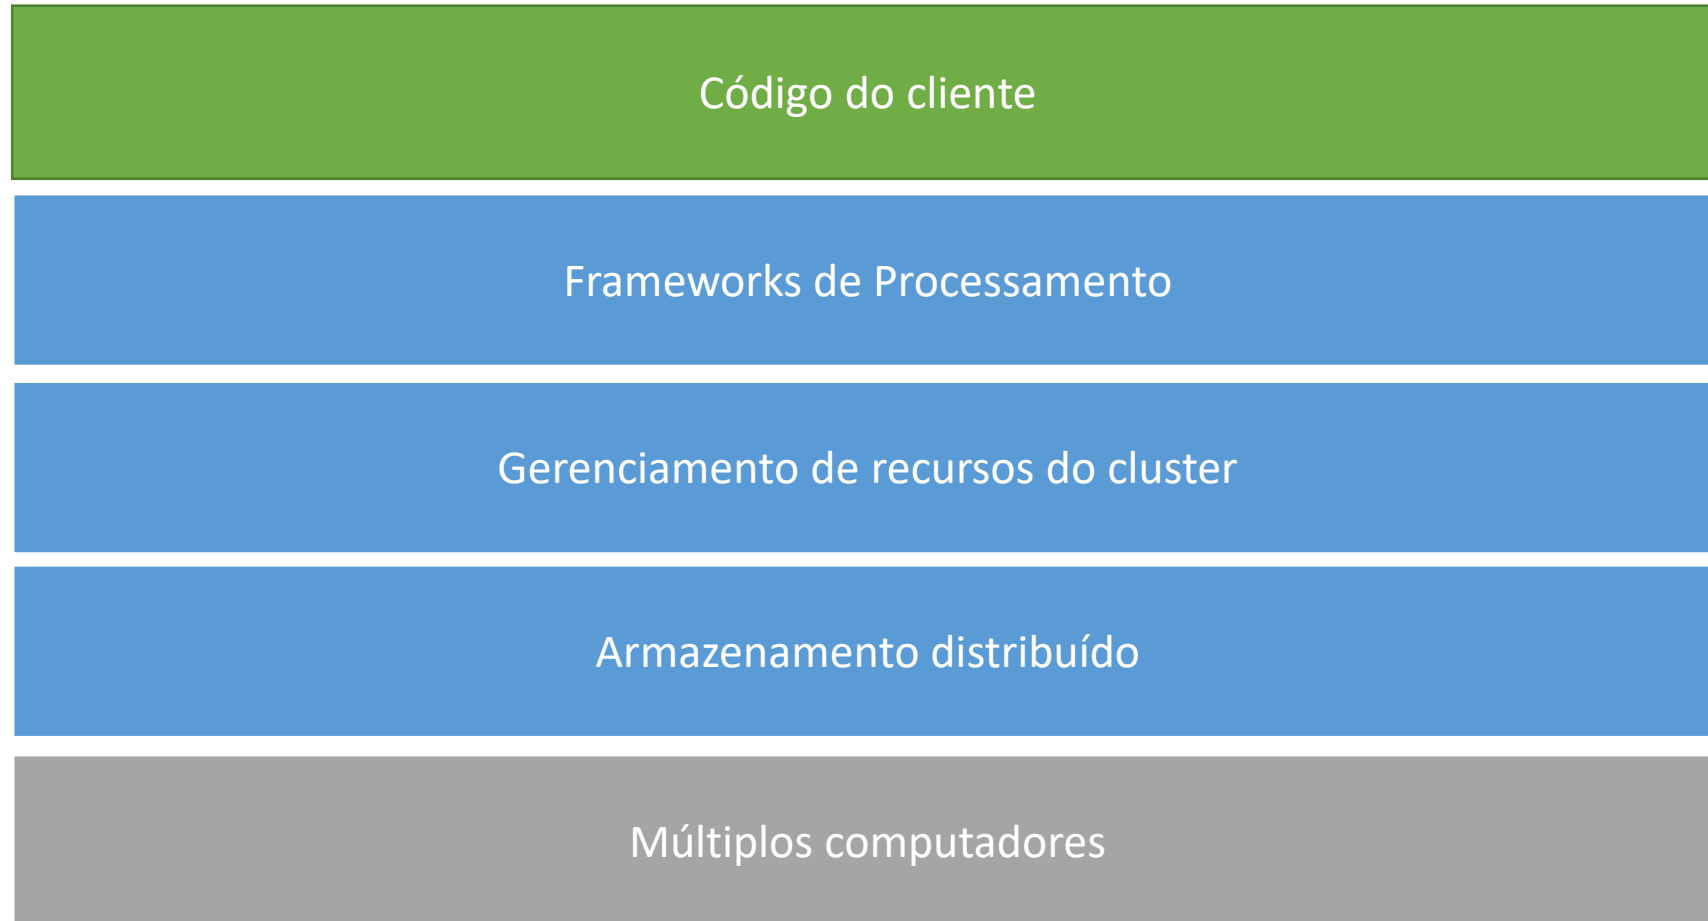 Código do cliente
Frameworks de Processamento
Gerenciamento de recursos do cluster
Armazenamento distribuído
Múltiplos computadores